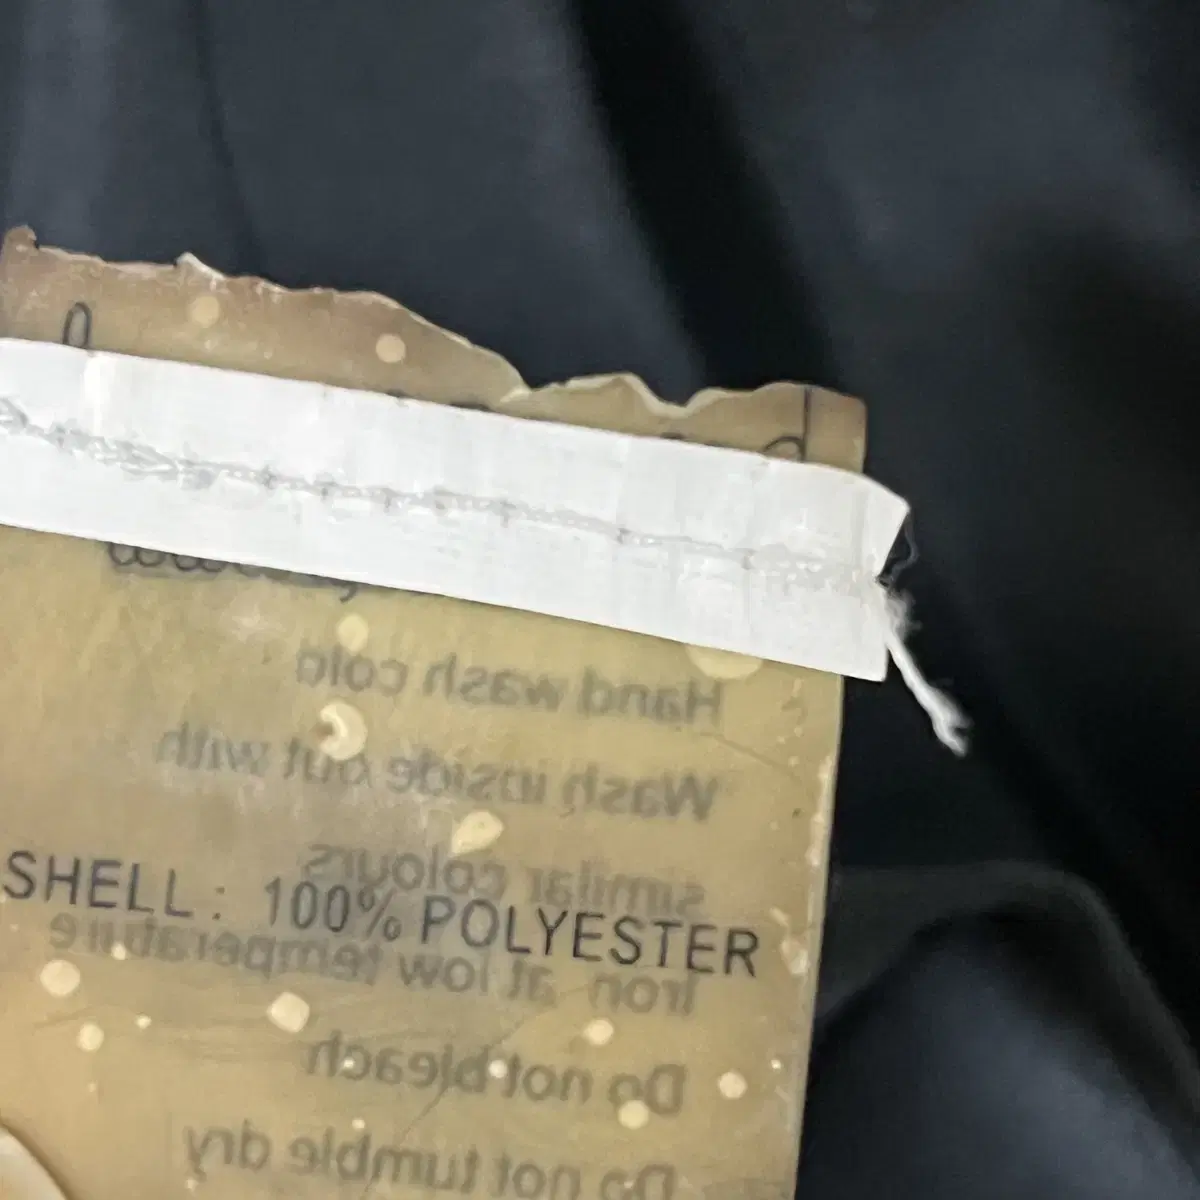 Hand wash cold
Wash inside out with
similar colours
SHELL: 100% POLYESTER
Iron at low temperature
Do not bleach
Do not tumble dry